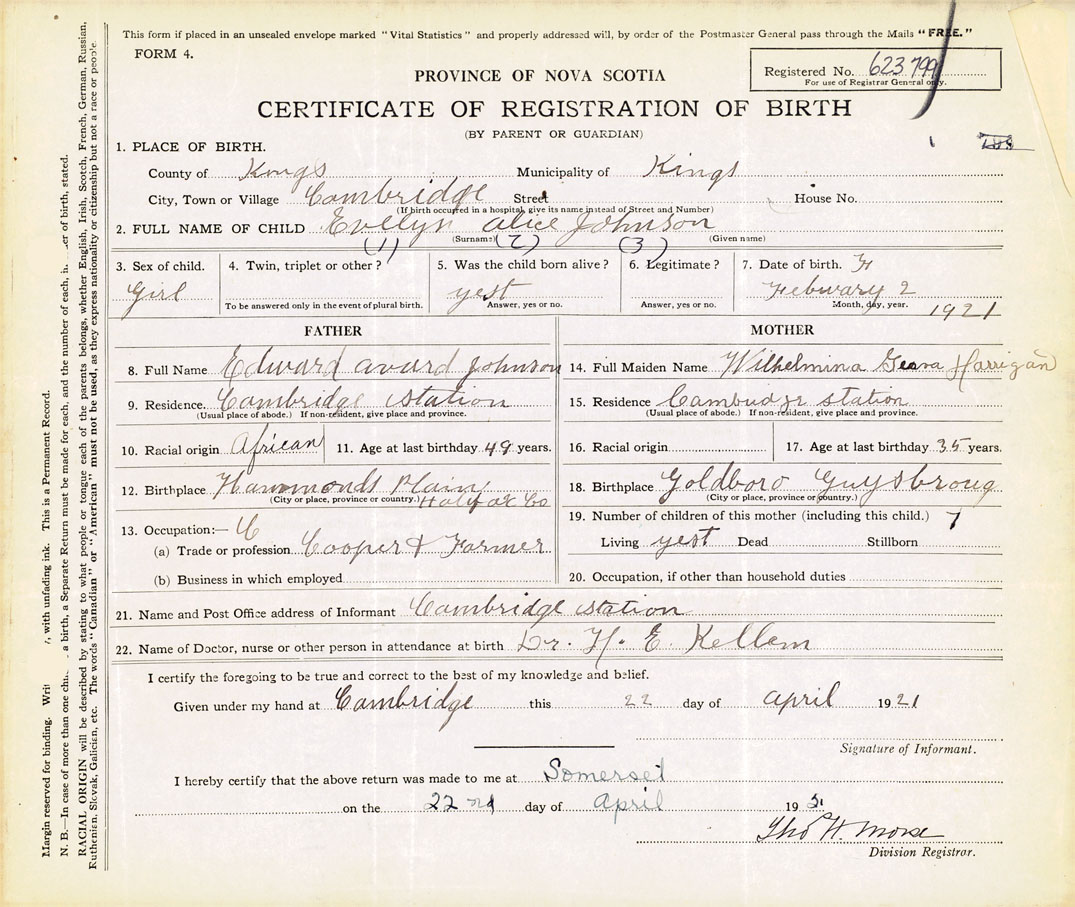 This form if placed in an unsealed envelope marked "Vital Statistics" and properly addressed will, by order of the Postmaster General pass through the Mails "FREE."
FORM 4.
Registered No. 623799
For use of Registrar General only.
PROVINCE OF NOVA SCOTIA
CERTIFICATE OF REGISTRATION OF BIRTH
(BY PARENT OR GUARDIAN)
1. PLACE OF BIRTH.
County of Kings Municipality of Kings
City, Town or Village Cambridge Street House No.
(If birth occurred in a hospital, give its name instead of Street and Number)
2. FULL NAME OF CHILD Evelyn alice Johnson
(1) (Surname) (2) (3) (Given name)
3. Sex of child. Girl
4. Twin, triplet or other?
To be answered only in the event of plural birth.
5. Was the child born alive? yest
Answer, yes or no.
6. Legitimate?
Answer, yes or no.
7. Date of birth.
Febuary 2 1921
Month, day, year.
FATHER
8. Full Name Edward avard Johnson
9. Residence. Cambridge station
(Usual place of abode.) If non-resident, give place and province.
10. Racial origin African 11. Age at last birthday 49 years.
12. Birthplace Hammonds Plain Halifax Co
(City or place, province or country.)
13. Occupation:—
(a) Trade or profession Cooper & Farmer
(b) Business in which employed
MOTHER
14. Full Maiden Name Wilhelmina Harrigan
15. Residence Cambudge station
(Usual place of abode.) If non-resident, give place and province.
16. Racial origin 17. Age at last birthday 35 years.
18. Birthplace Goldboro Guysbroug
(City or place, province or country.)
19. Number of children of this mother (including this child.) 7
Living yest Dead Stillborn
20. Occupation, if other than household duties
21. Name and Post Office address of Informant Cambridge station
22. Name of Doctor, nurse or other person in attendance at birth Dr. H. E. Kellam
I certify the foregoing to be true and correct to the best of my knowledge and belief.
Given under my hand at Cambridge this 22 day of april 1921
Signature of Informant.
I hereby certify that the above return was made to me at Somerset
on the 22nd day of April 192
Tho H. Morse
Division Registrar.
Margin reserved for binding. with unfading ink. This is a Permanent Record.
N. B.—In case of more than one a birth, a Separate Return must be made for each, and the number of each, of birth, stated.
RACIAL ORIGIN will be described by stating to what people or tongue each of the parents belongs, whether English, Irish, Scotch, French, German, Russian,
Ruthenian, Slovak, Galician, etc. The words "Canadian" or "American" must not be used, as they express nationality or citizenship but not a race or people.